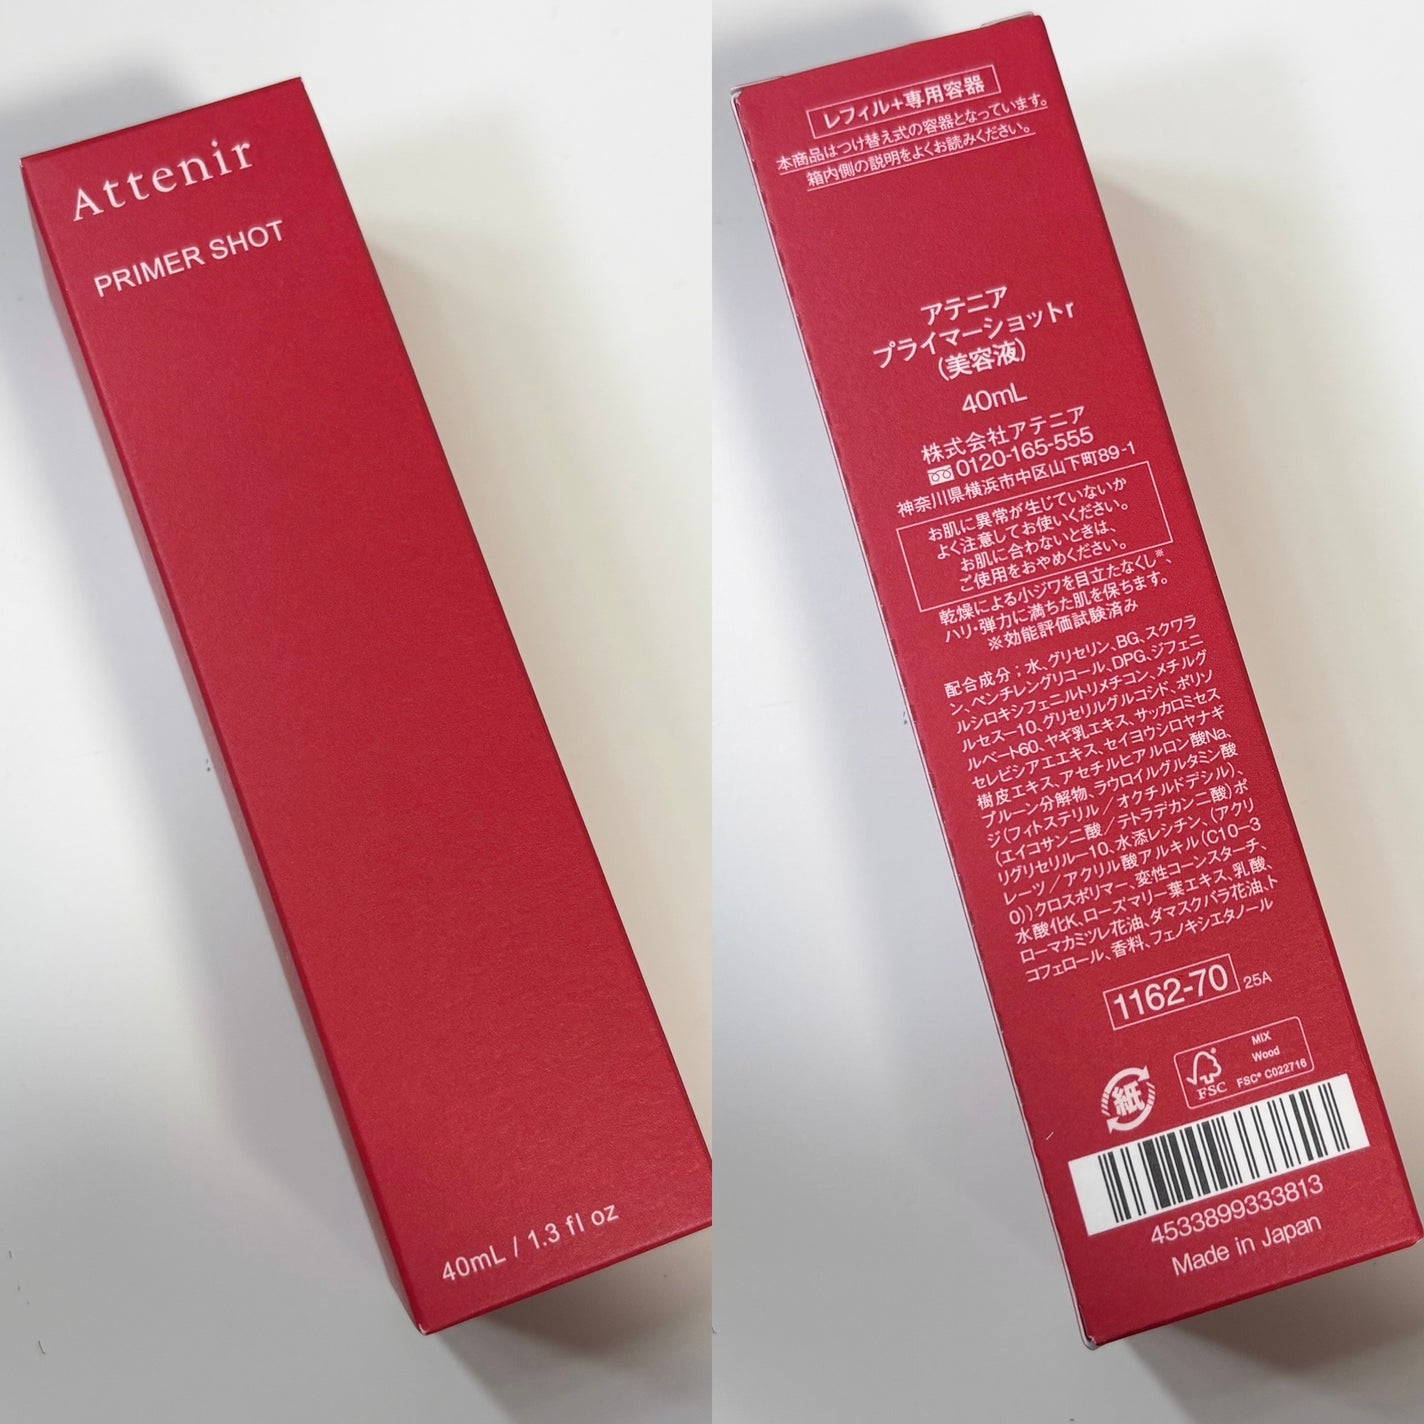 Attenir
PRIMER SHOT
40mL / 1.3 fl oz
レフィル+専用容器
本商品はつけ替え式の容器となっています。
箱内側の説明をよくお読みください。
アテニア
プライマーショットr
(美容液)
40mL
株式会社アテニア
0120-165-555
神奈川県横浜市中区山下町89-1
お肌に異常が生じていないか
よく注意してお使いください。
お肌に合わないときは、
ご使用をおやめください。
乾燥による小ジワを目立たなくし※、
ハリ・弾力に満ちた肌を保ちます。
※効能評価試験済み
配合成分：水、グリセリン、BG、スクワラ
ン、ペンチレングリコール、DPG、ジフェニ
ルシロキシフェニルトリメチコン、メチルグ
ルセス-10、グリセリルグルコシド、ポリソ
ルベート60、ヤギ乳エキス、サッカロミセス
セレビシアエエキス、セイヨウシロヤナギ
樹皮エキス、アセチルヒアルロン酸Na、
プルーン分解物、ラウロイルグルタミン酸
ジ(フィトステリル／オクチルドデシル)、
(エイコサン二酸／テトラデカン二酸)ポ
リグリセリル-10、水添レシチン、(アクリ
レーツ／アクリル酸アルキル(C10-3
0))クロスポリマー、変性コーンスターチ、
水酸化K、ローズマリー葉エキス、乳酸、
ローマカミツレ花油、ダマスクバラ花油、ト
コフェロール、香料、フェノキシエタノール
1162-70 25A
紙
FSC
MIX
Wood
FSC® C022716
4533899333813
Made in Japan